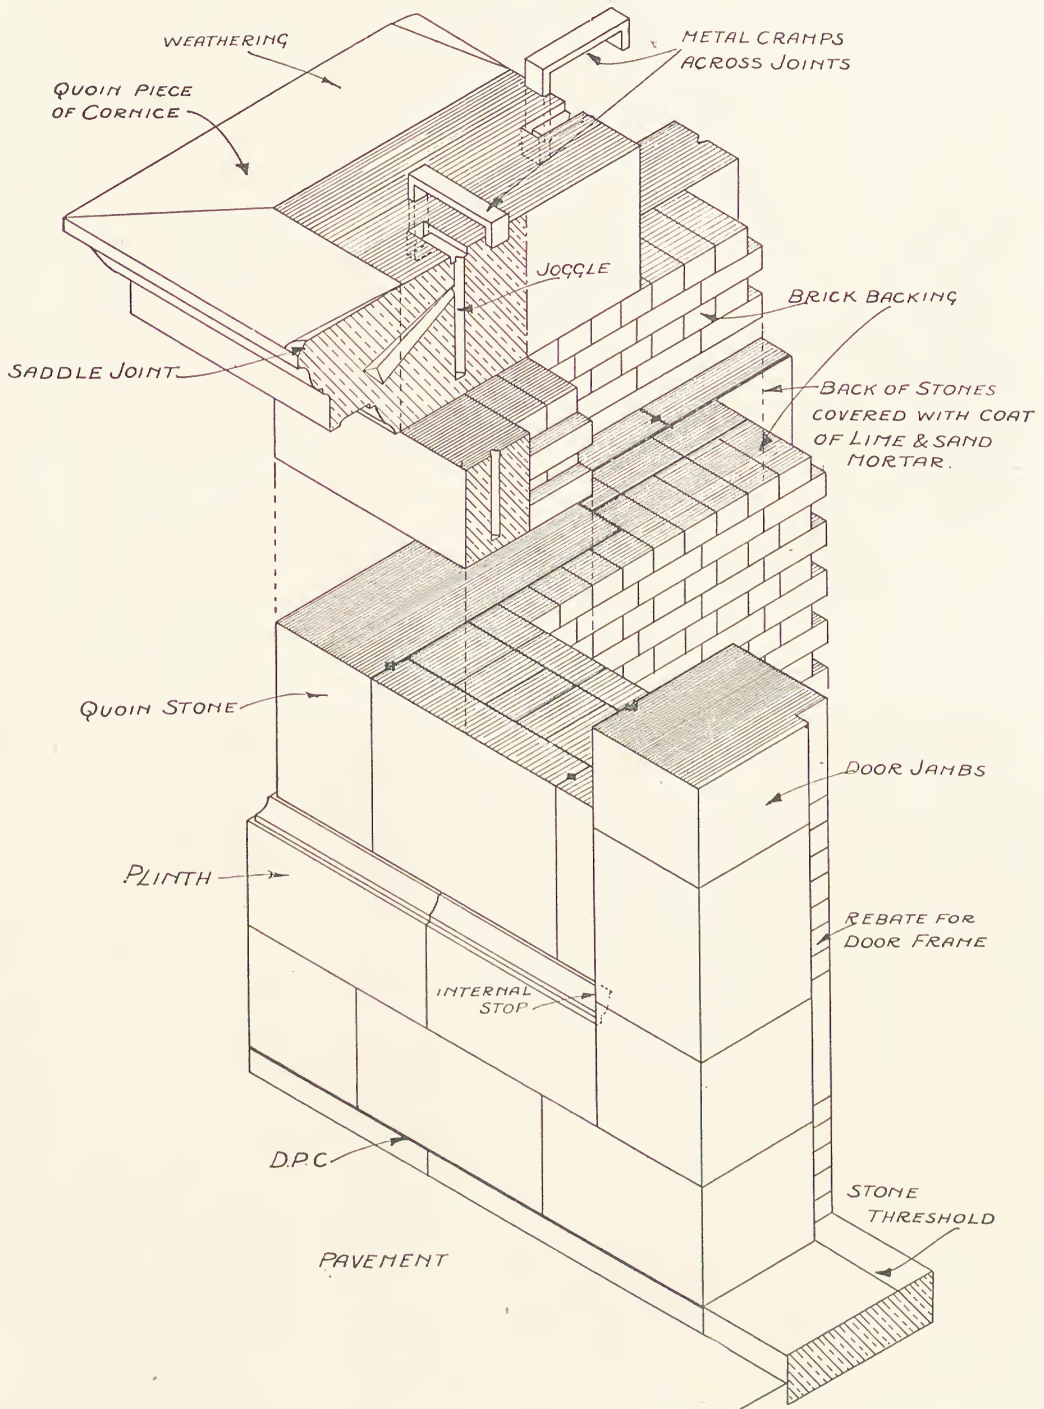 WEATHERING
METAL CRAMPS
ACROSS JOINTS
QUOIN PIECE
OF CORNICE
JOGGLE
BRICK BACKING
SADDLE JOINT
BACK OF STONES
COVERED WITH COAT
OF LIME & SAND
MORTAR.
QUOIN STONE
DOOR JAMBS
PLINTH
REBATE FOR
DOOR FRAME
INTERNAL
STOP
D.P.C
STONE
THRESHOLD
PAVEMENT